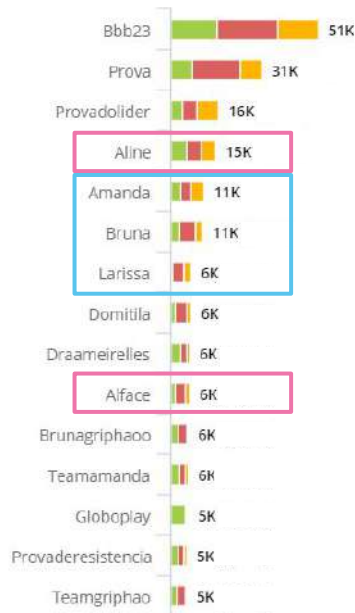 Bbb23 51K
Prova 31K
Provadolider 16K
Aline 15K
Amanda 11K
Bruna 11K
Larissa 6K
Domitila 6K
Draameirelles 6K
Alface 6K
Brunagriphaoo 6K
Teamamanda 6K
Globoplay 5K
Provaderesistencia 5K
Teamgriphao 5K